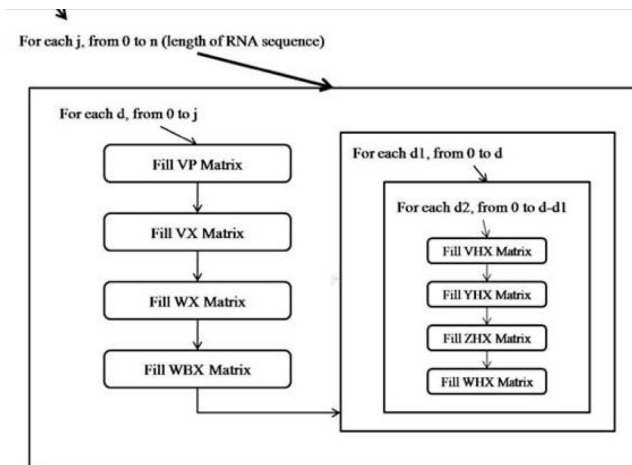 For each j, from 0 to n (length of RNA sequence)
For each d, from 0 to j
Fill VP Matrix
Fill VX Matrix
Fill WX Matrix
Fill WBX Matrix
For each d1, from 0 to d
For each d2, from 0 to d-d1
Fill VHX Matrix
Fill YHX Matrix
Fill ZHX Matrix
Fill WHX Matrix